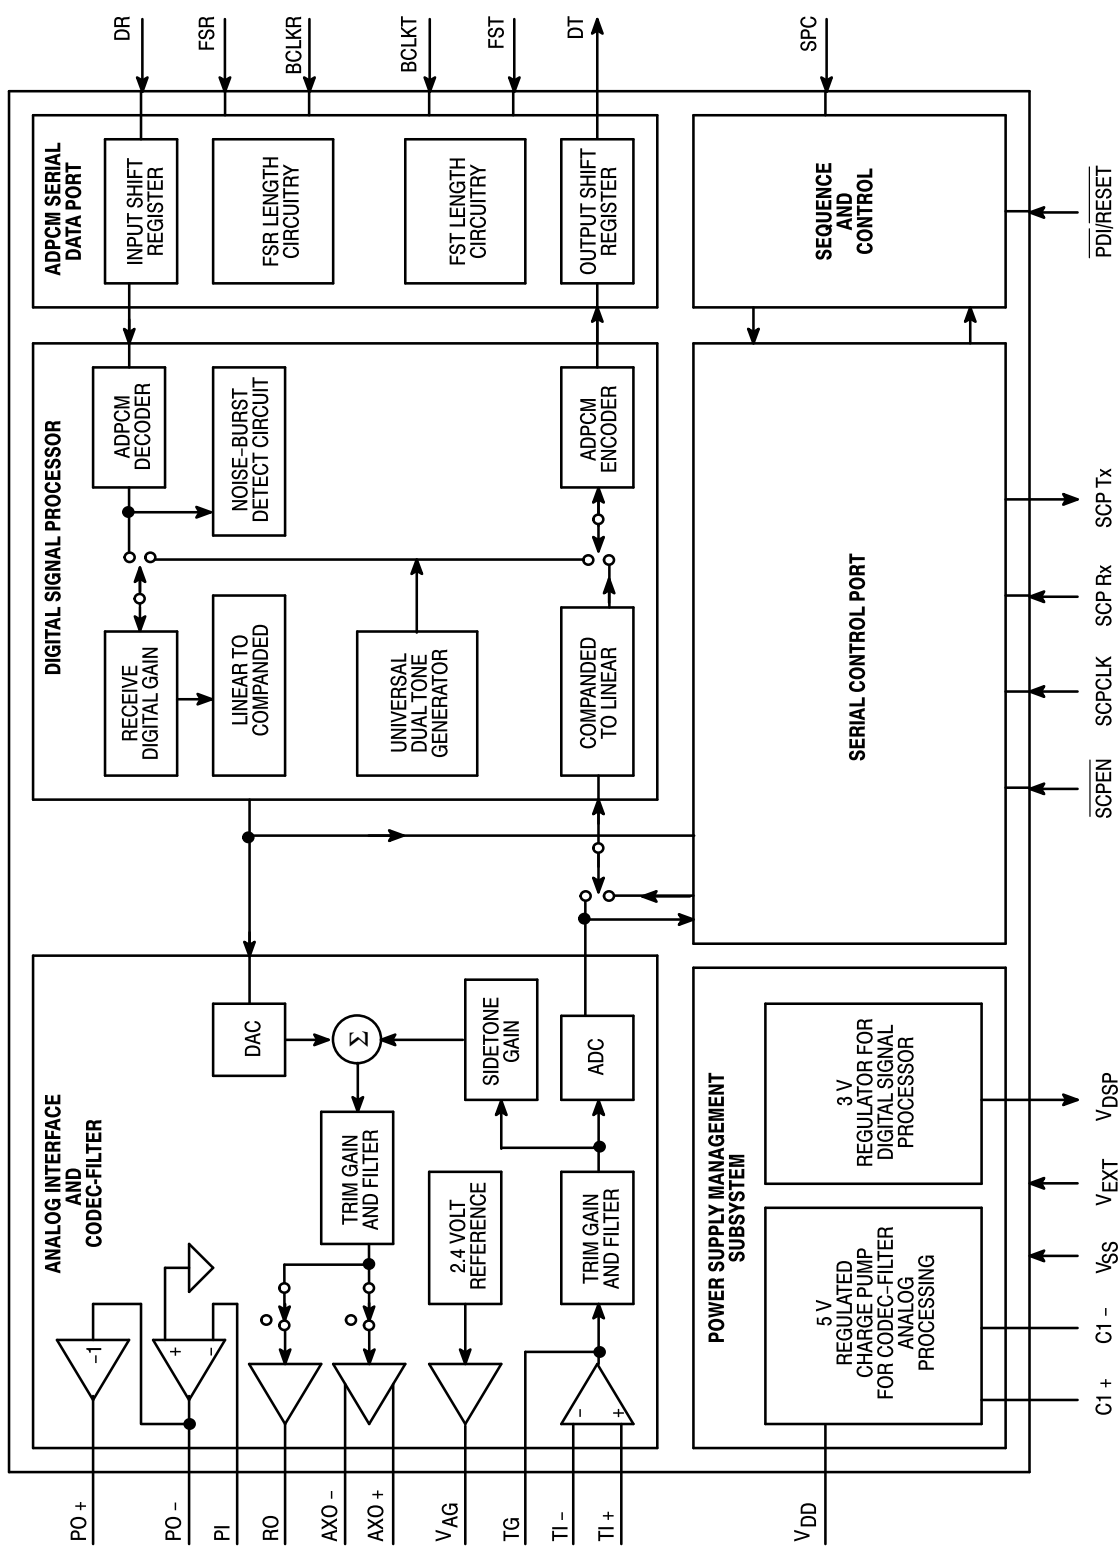 ANALOG INTERFACE
AND
CODEC-FILTER
DIGITAL SIGNAL PROCESSOR
ADPCM SERIAL
DATA PORT
PO +
PO –
PI
RO
AXO –
AXO +
VAG
TG
TI –
TI +
–1
+
–
DAC
Σ
TRIM GAIN
AND FILTER
2.4 VOLT
REFERENCE
SIDETONE
GAIN
TRIM GAIN
AND FILTER
ADC
–
+
RECEIVE
DIGITAL GAIN
LINEAR TO
COMPANDED
UNIVERSAL
DUAL TONE
GENERATOR
COMPANDED
TO LINEAR
ADPCM
DECODER
NOISE–BURST
DETECT CIRCUIT
ADPCM
ENCODER
INPUT SHIFT
REGISTER
FSR LENGTH
CIRCUITRY
FST LENGTH
CIRCUITRY
OUTPUT SHIFT
REGISTER
DR
FSR
BCLKR
BCLKT
FST
DT
SPC
POWER SUPPLY MANAGEMENT
SUBSYSTEM
5 V
REGULATED
CHARGE PUMP
FOR CODEC–FILTER
ANALOG
PROCESSING
3 V
REGULATOR FOR
DIGITAL SIGNAL
PROCESSOR
SERIAL CONTROL PORT
SEQUENCE
AND
CONTROL
VDD
C1 +
C1 –
VSS
VEXT
VDSP
SCPEN
SCPCLK
SCP Rx
SCP Tx
PDI/RESET